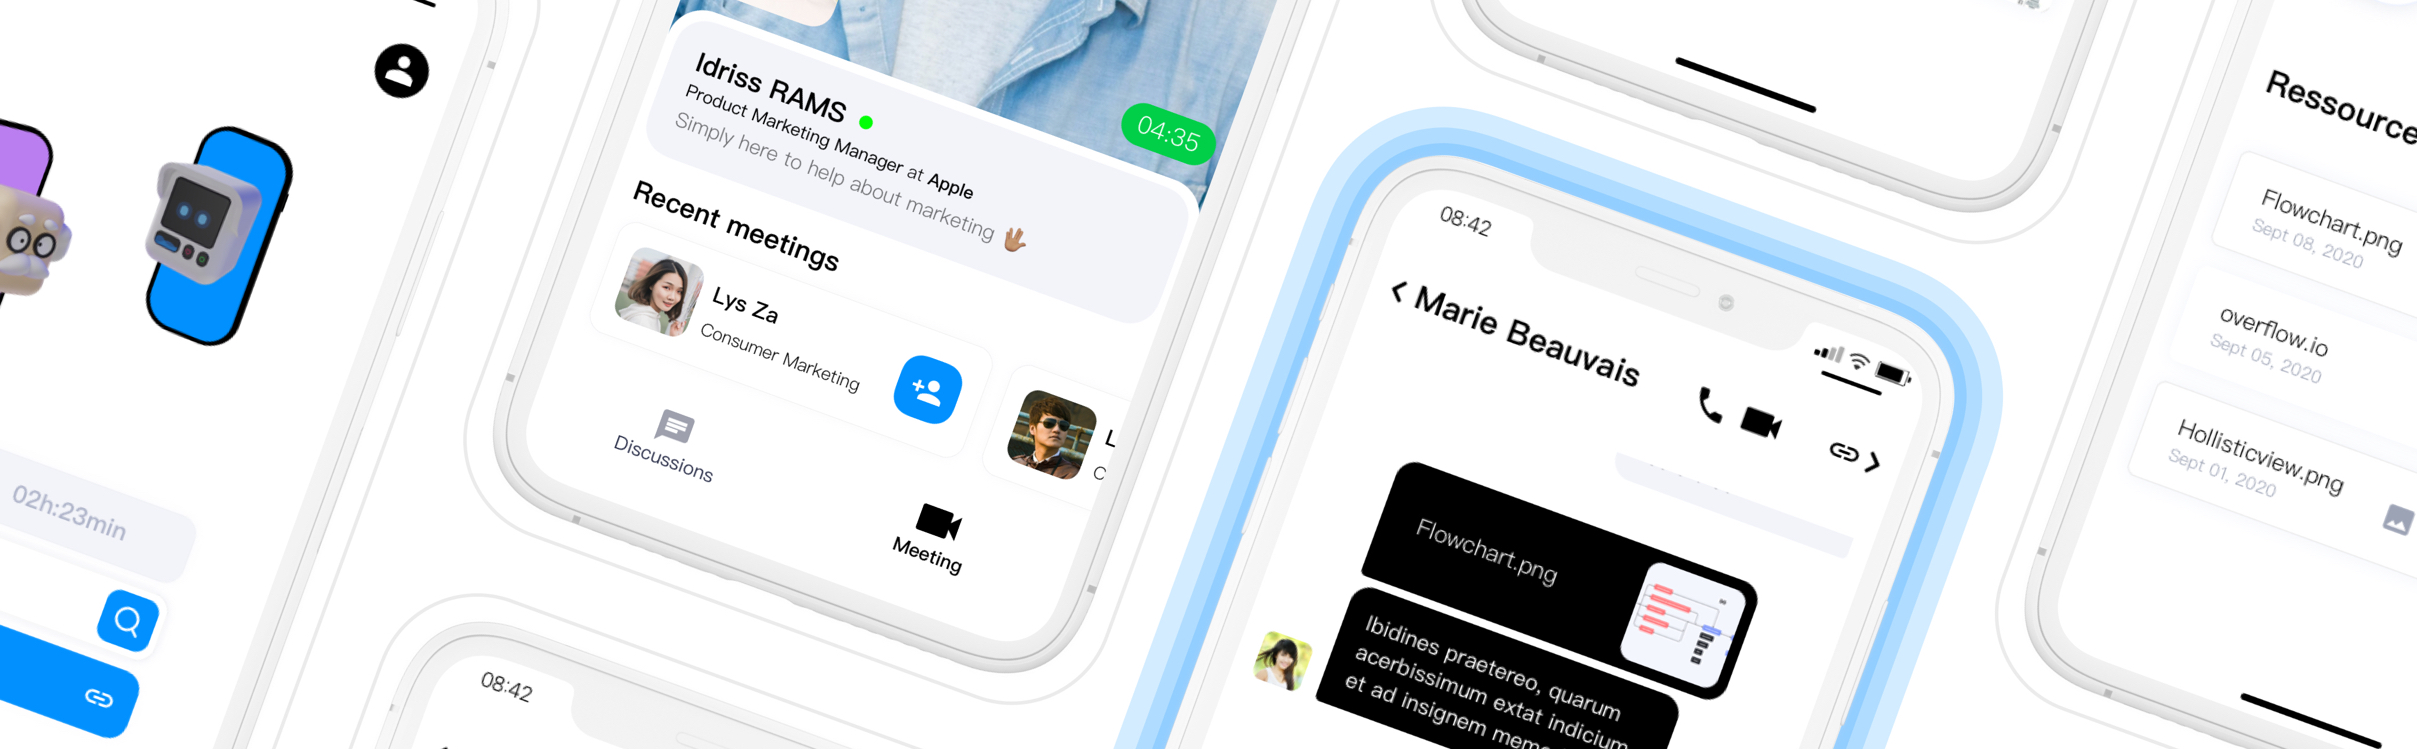 02h:23min
Idriss RAMS
Product Marketing Manager at Apple
Simply here to help about marketing 🖖🏽
04:35
Recent meetings
Lys Za
Consumer Marketing
L
C
Discussions
Meeting
08:42
08:42
Marie Beauvais
Flowchart.png
Ibidines praetereo, quarum
acerbissimum extat indicium
et ad insignem
Ressource
Flowchart.png
Sept 08, 2020
overflow.io
Sept 05, 2020
Hollisticview.png
Sept 01, 2020